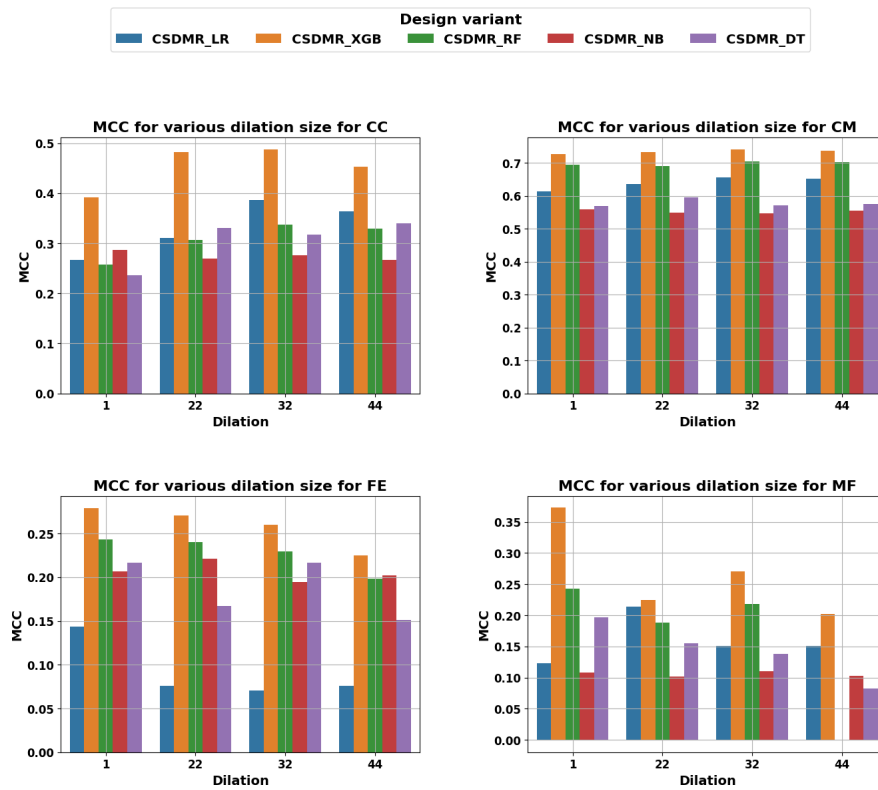 Design variant
CSDMR_LR CSDMR_XGB CSDMR_RF CSDMR_NB CSDMR_DT
MCC for various dilation size for CC
MCC
0.5
0.4
0.3
0.2
0.1
0.0
1 22 32 44
Dilation
MCC for various dilation size for CM
MCC
0.7
0.6
0.5
0.4
0.3
0.2
0.1
0.0
1 22 32 44
Dilation
MCC for various dilation size for FE
MCC
0.25
0.20
0.15
0.10
0.05
0.00
1 22 32 44
Dilation
MCC for various dilation size for MF
MCC
0.35
0.30
0.25
0.20
0.15
0.10
0.05
0.00
1 22 32 44
Dilation